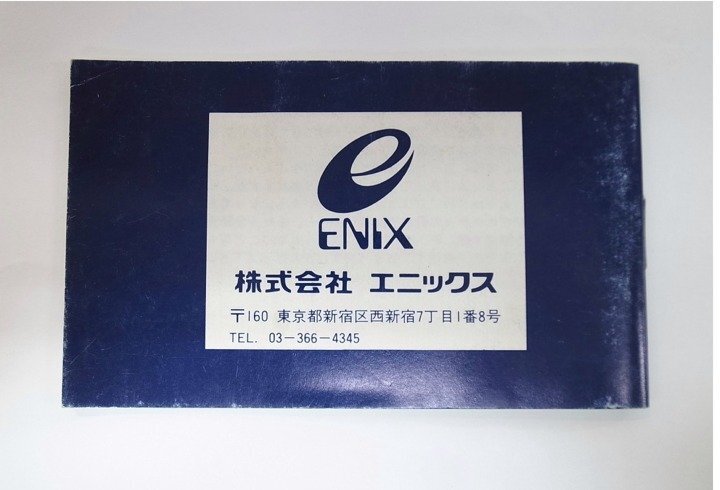 e
ENIX
株式会社 エニックス
〒160 東京都新宿区西新宿7丁目1番8号
TEL. 03-366-4345